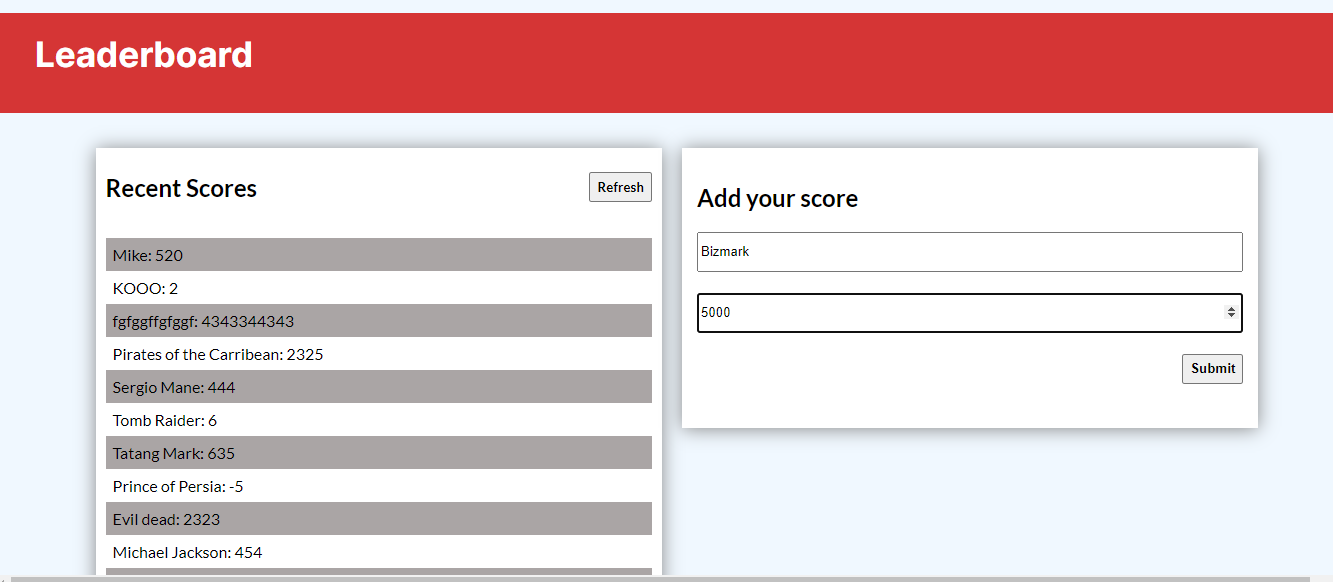 Leaderboard
Recent Scores
Refresh
Mike: 520
KOOO: 2
fgfggffgfggf: 4343344343
Pirates of the Carribean: 2325
Sergio Mane: 444
Tomb Raider: 6
Tatang Mark: 635
Prince of Persia: -5
Evil dead: 2323
Michael Jackson: 454
Add your score
Bizmark
5000
Submit